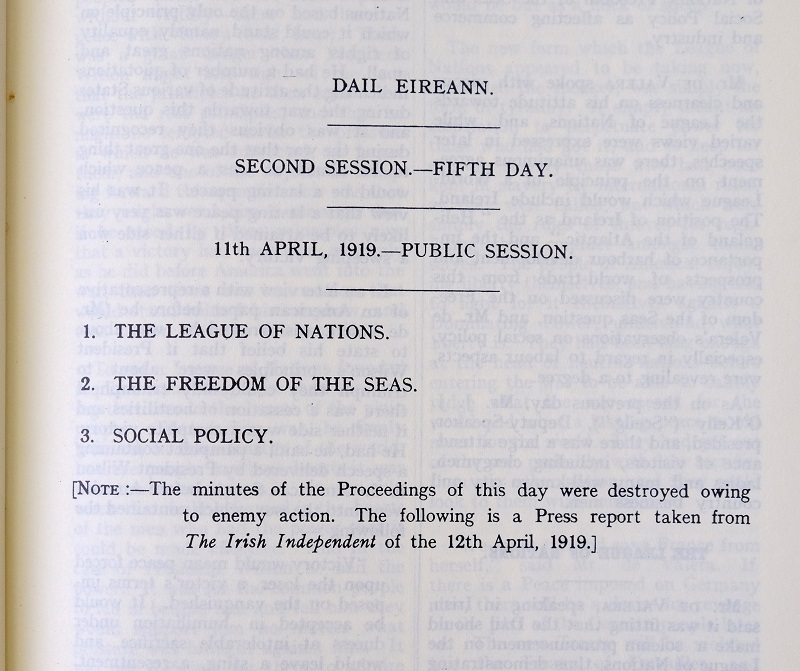 DAIL EIREANN.
SECOND SESSION.—FIFTH DAY.
11th APRIL, 1919.—PUBLIC SESSION.
1. THE LEAGUE OF NATIONS.
2. THE FREEDOM OF THE SEAS.
3. SOCIAL POLICY.
[NOTE :—The minutes of the Proceedings of this day were destroyed owing
to enemy action. The following is a Press report taken from
The Irish Independent of the 12th April, 1919.]